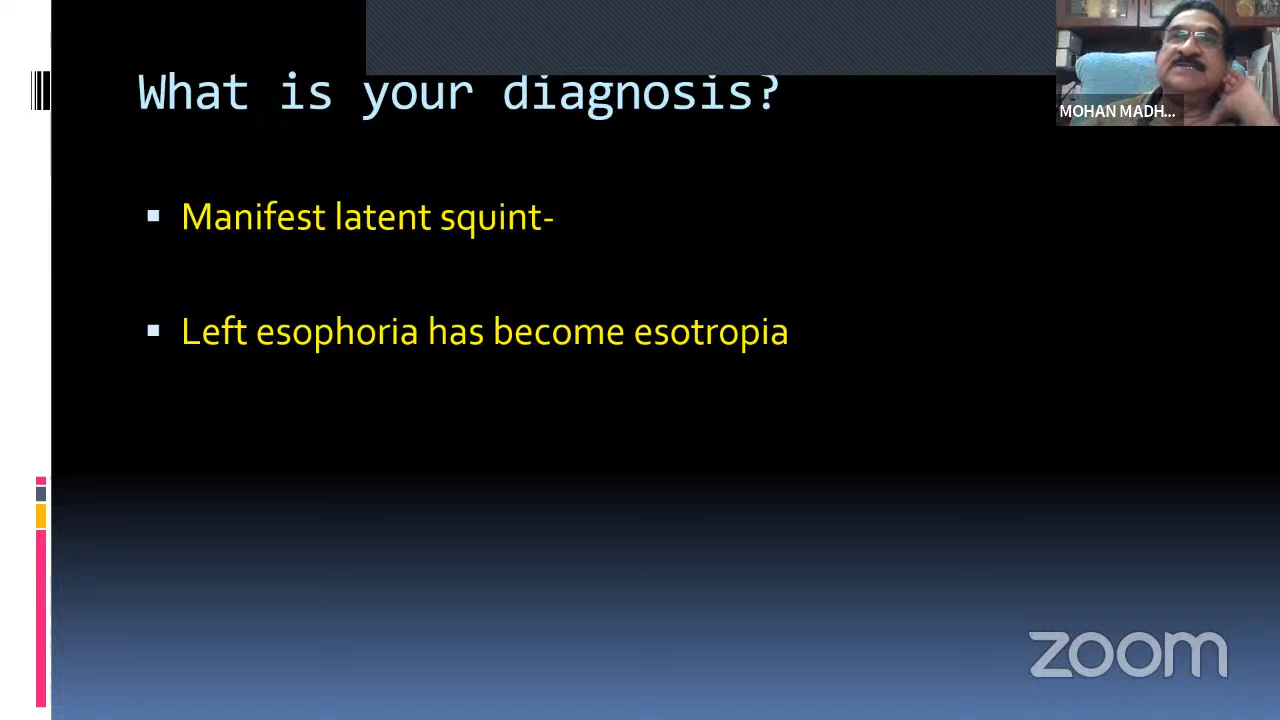 What is your diagnosis?
MOHAN MADH...
Manifest latent squint-
Left esophoria has become esotropia
zoom